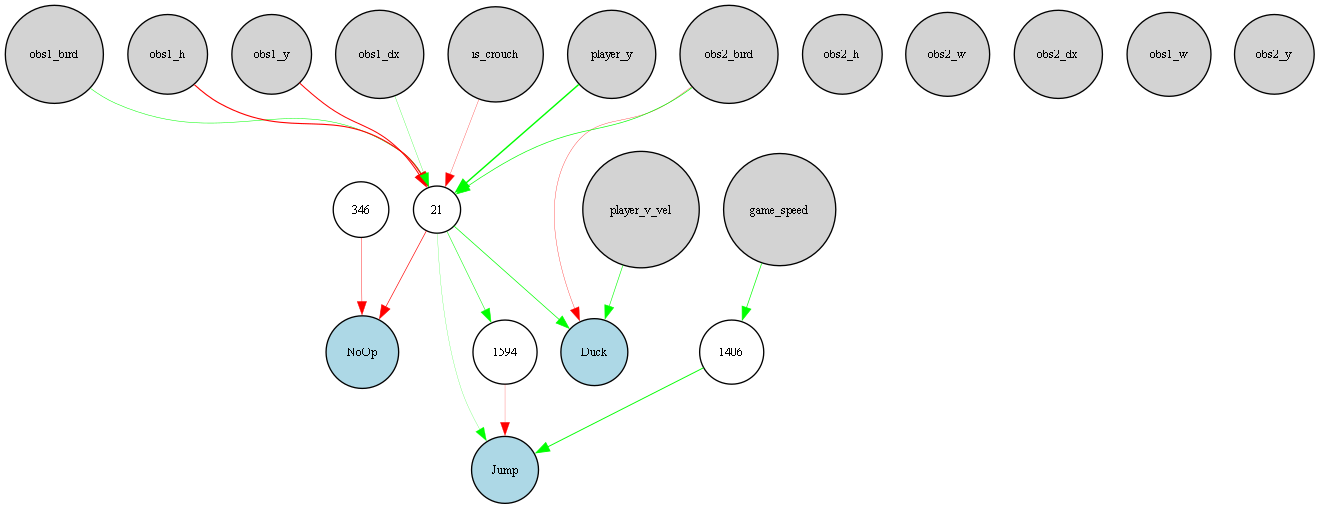 obs1_bird
obs1_h
obs1_y
obs1_dx
is_crouch
player_y
obs2_bird
obs2_h
obs2_w
obs2_dx
obs1_w
obs2_y
346
21
player_v_vel
game_speed
NoOp
1594
Duck
1406
Jump